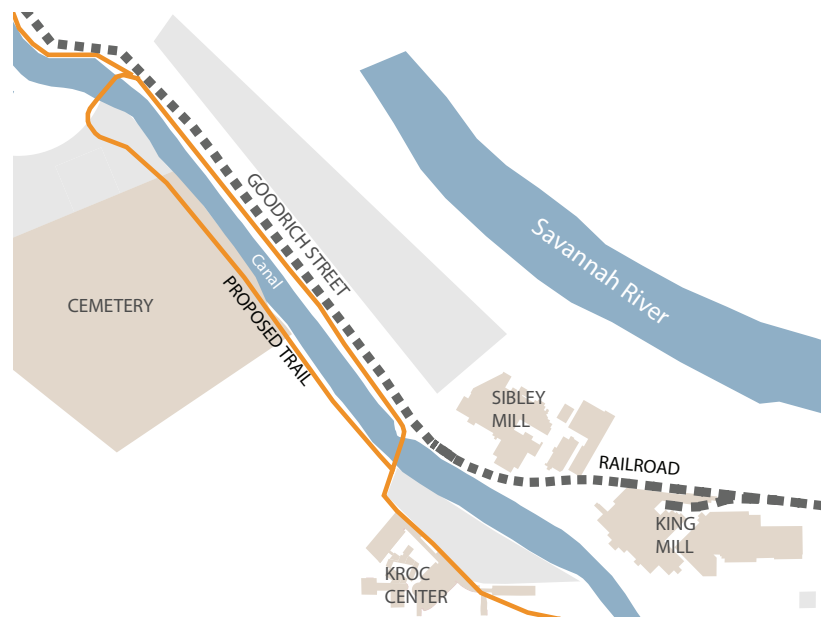 GOODRICH STREET
Savannah River
Canal
CEMETERY
PROPOSED TRAIL
SIBLEY
MILL
RAILROAD
KING
MILL
KROC
CENTER